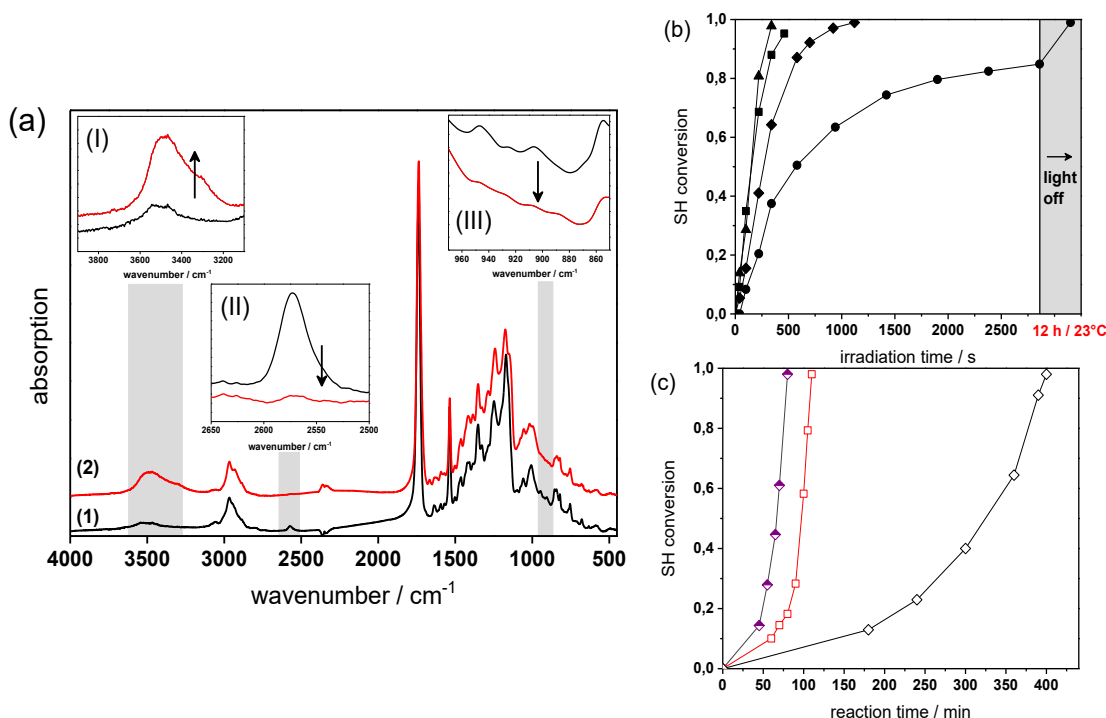 (a)
absorption
4000 3500 3000 2500 2000 1500 1000 500
wavenumber / cm-1
(1)
(2)
(I)
3800 3600 3400 3200
wavenumber / cm-1
(II)
2650 2600 2550 2500
wavenumber / cm-1
(III)
960 940 920 900 880 860
wavenumber / cm-1
(b)
SH conversion
1,0
0,8
0,6
0,4
0,2
0,0
light
off
0 500 1000 1500 2000 2500 12 h / 23°C
irradiation time / s
(c)
SH conversion
1,0
0,8
0,6
0,4
0,2
0,0
0 50 100 150 200 250 300 350 400
reaction time / min